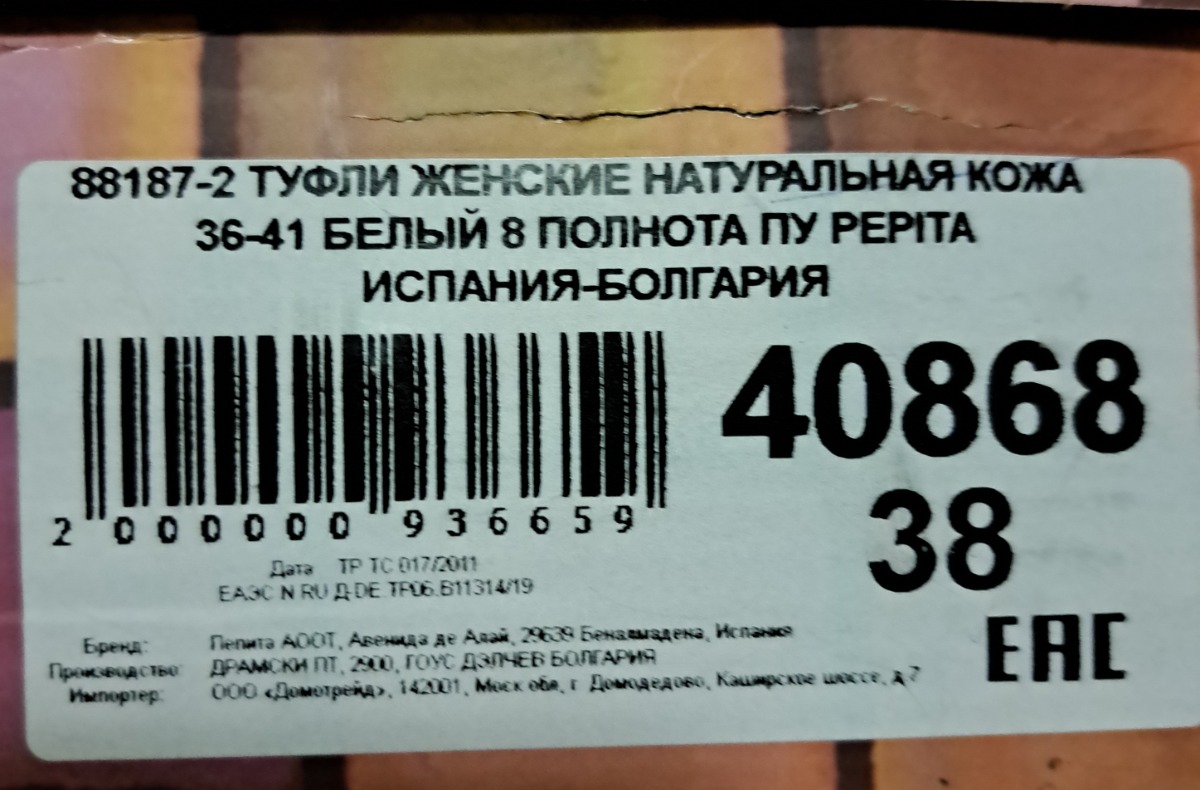 88187-2 ТУФЛИ ЖЕНСКИЕ НАТУРАЛЬНАЯ КОЖА
36-41 БЕЛЫЙ 8 ПОЛНОТА ПУ PEPITA
ИСПАНИЯ-БОЛГАРИЯ
40868
38
2 000000 936659
Дата ТР ТС 017/2011
ЕАЭС N RU Д-DE.ТР06.В11314/19
EAC
Бренд: Пепита АООТ, Авенида де Алай, 29639 Беналмадена, Испания
Производство: ДРАМСКИ ПТ, 2900, ГОУС ДЭЛЧЕВ БОЛГАРИЯ
Импортер: ООО «Домотрейд», 142001, Моск обл, г. Домодедово, Каширское шоссе, д.7